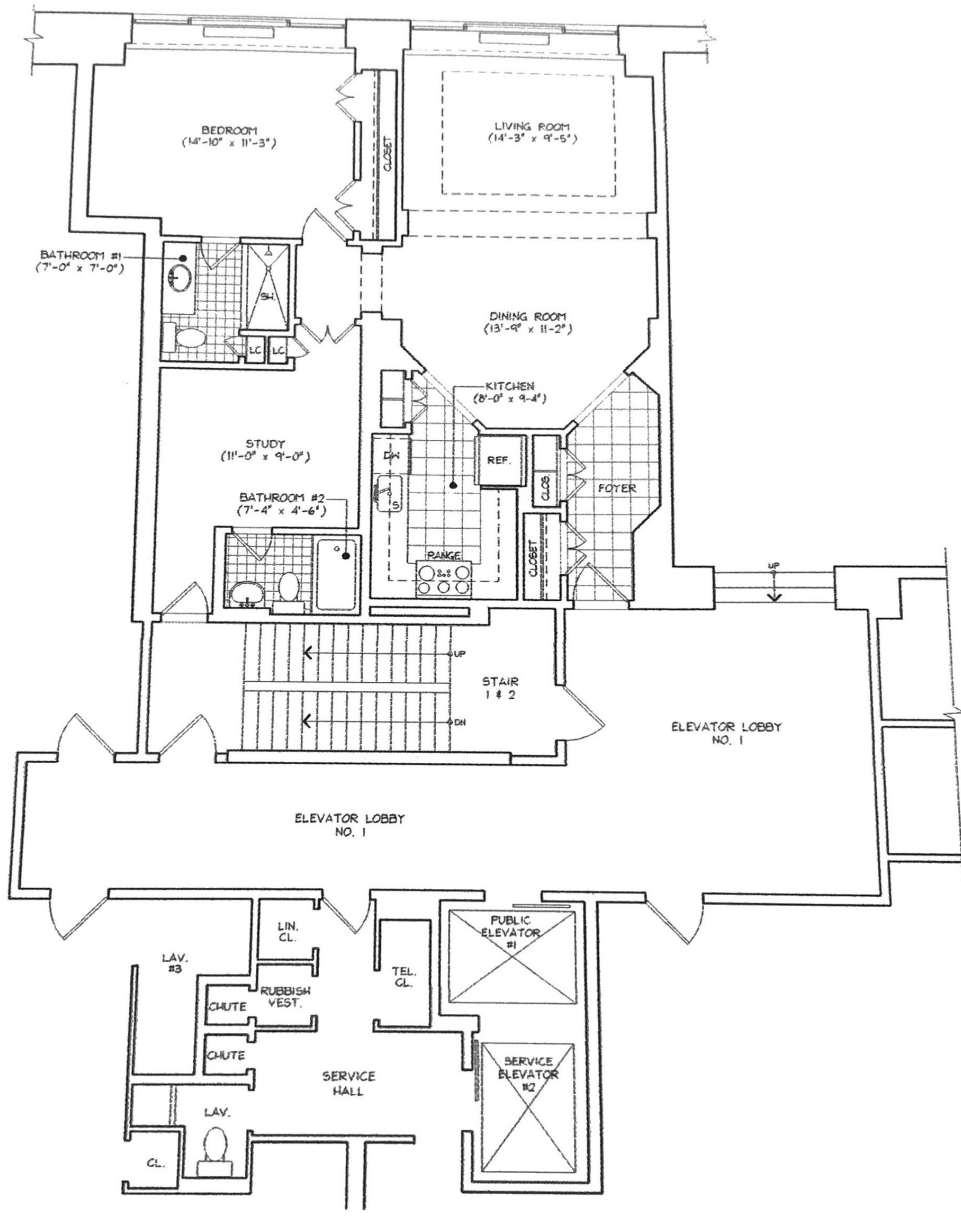 BEDROOM
(14'-10" x 11'-3")
CLOSET
LIVING ROOM
(14'-3" x 9'-5")
BATHROOM #1
(7'-0" x 7'-0")
SH.
LC
LC
DINING ROOM
(13'-9" x 11'-2")
KITCHEN
(8'-0" x 9'-4")
STUDY
(11'-0" x 9'-0")
DW
S
REF.
CLOS
FOYER
BATHROOM #2
(7'-4" x 4'-6")
RANGE
CLOSET
UP
UP
STAIR
1 & 2
DN
ELEVATOR LOBBY
NO. 1
ELEVATOR LOBBY
NO. 1
LAV.
#3
LIN.
CL.
TEL.
CL.
PUBLIC
ELEVATOR
#1
CHUTE
RUBBISH
VEST.
CHUTE
SERVICE
HALL
SERVICE
ELEVATOR
#2
LAV.
CL.